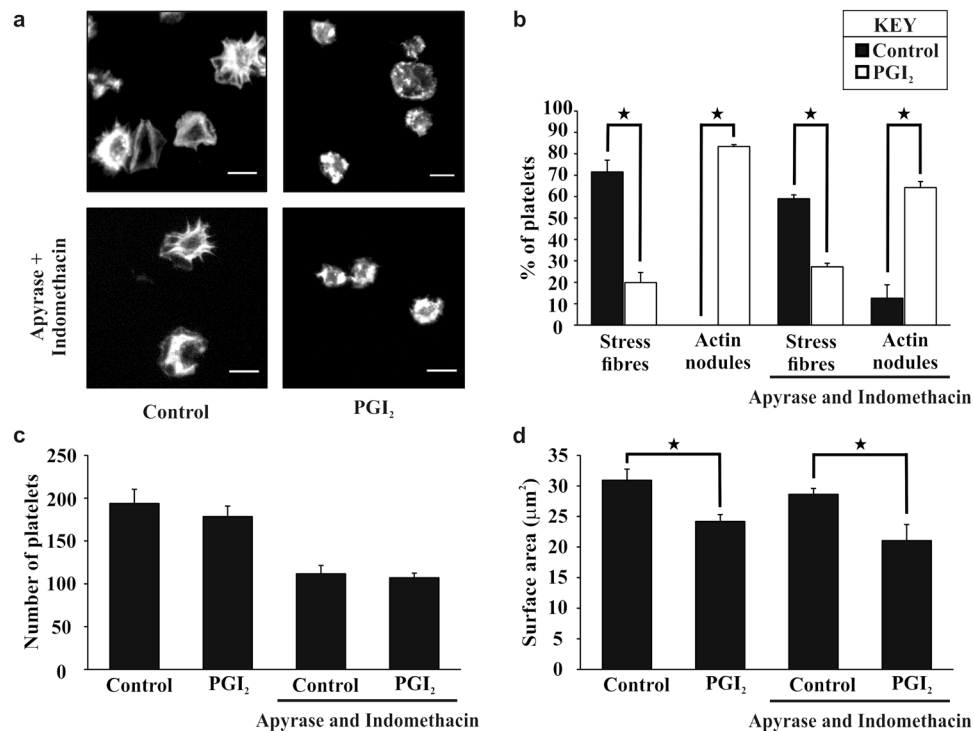 a
Apyrase +
Indomethacin
Control
PGI₂
b
KEY
Control
PGI₂
% of platelets
100
90
80
70
60
50
40
30
20
10
0
★
★
★
★
Stress
fibres
Actin
nodules
Stress
fibres
Actin
nodules
Apyrase and Indomethacin
c
Number of platelets
250
200
150
100
50
0
Control
PGI₂
Control
PGI₂
Apyrase and Indomethacin
d
Surface area (μm²)
35
30
25
20
15
10
5
0
★
★
Control
PGI₂
Control
PGI₂
Apyrase and Indomethacin